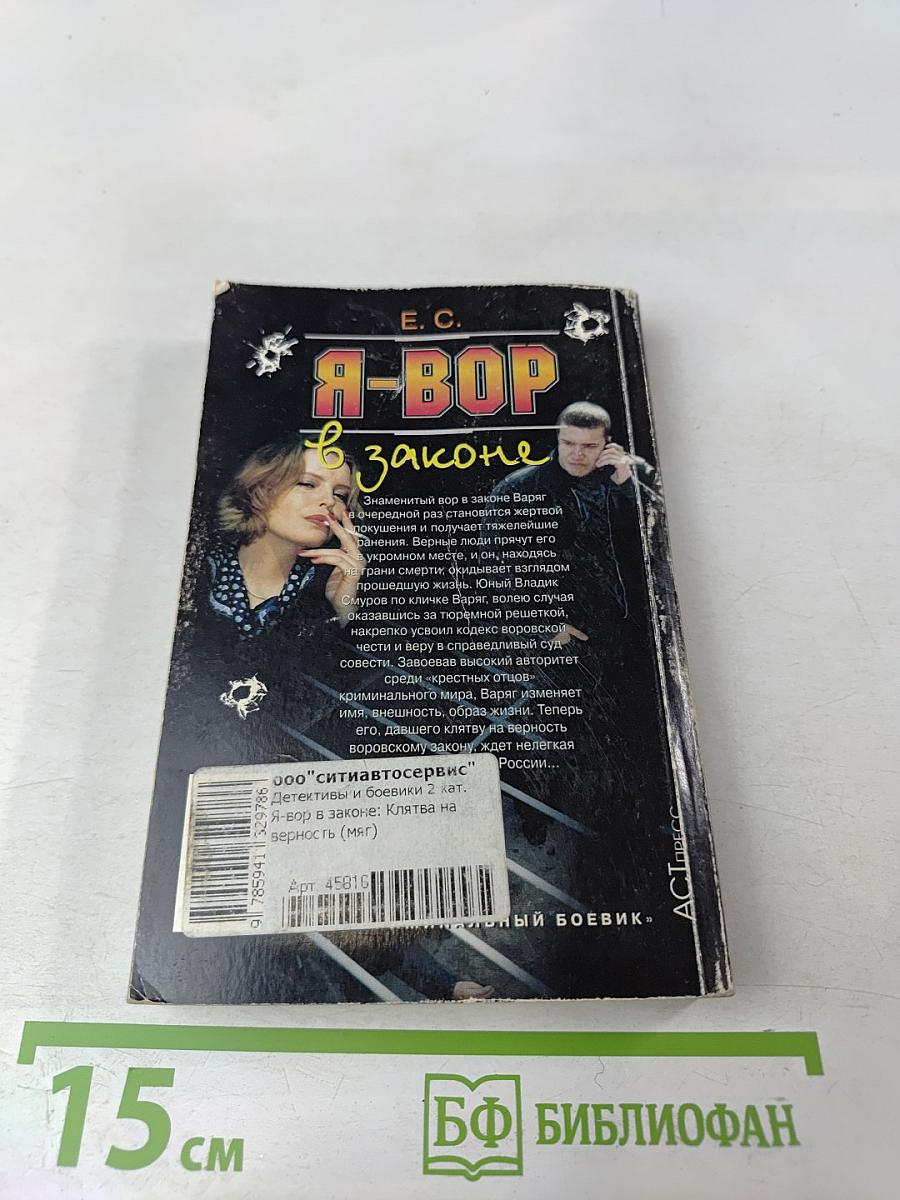 Е. С.
Я-ВОР
в законе
Знаменитый вор в законе Варяг
в очередной раз становится жертвой
покушения и получает тяжелейшие
ранения. Верные люди прячут его
в укромном месте, и он, находясь
на грани смерти, окидывает взглядом
прошедшую жизнь. Юный Владик
Смуров по кличке Варяг, волею случая
оказавшись за тюремной решеткой,
накрепко усвоил кодекс воровской
чести и веру в справедливый суд
совести. Завоевав высокий авторитет
среди «крестных отцов»
криминального мира, Варяг изменяет
имя, внешность, образ жизни. Теперь
его, давшего клятву на верность
воровскому закону, ждет нелегкая
России...
ооо"ситиавтосервис"
Детективы и боевики 2 кат.
Я-вор в законе: Клятва на
верность (мяг)
Арт. 45816
9 785941 329786
БОЕВИК»
АСТ ПРЕСС
15 см
БФ БИБЛИОФАН